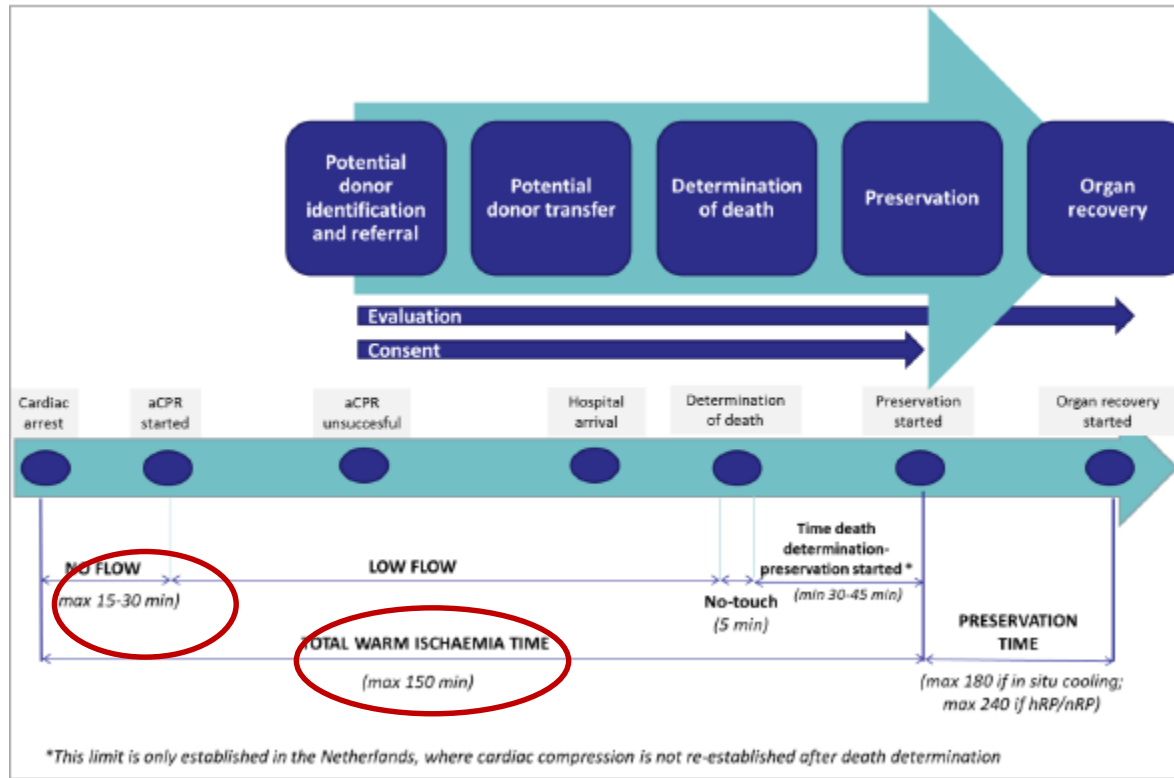 Potential
donor
identification
and referral
Potential
donor transfer
Determination
of death
Preservation
Organ
recovery
Evaluation
Consent
Cardiac
arrest
aCPR
started
aCPR
unsuccesful
Hospital
arrival
Determination
of death
Preservation
started
Organ recovery
started
NO FLOW
max 15-30 min)
LOW FLOW
No-touch
(5 min)
Time death
determination-
preservation started *
(min 30-45 min)
TOTAL WARM ISCHAEMIA TIME
(max 150 min)
PRESERVATION
TIME
(max 180 if in situ cooling;
max 240 if hRP/nRP)
*This limit is only established in the Netherlands, where cardiac compression is not re-established after death determination